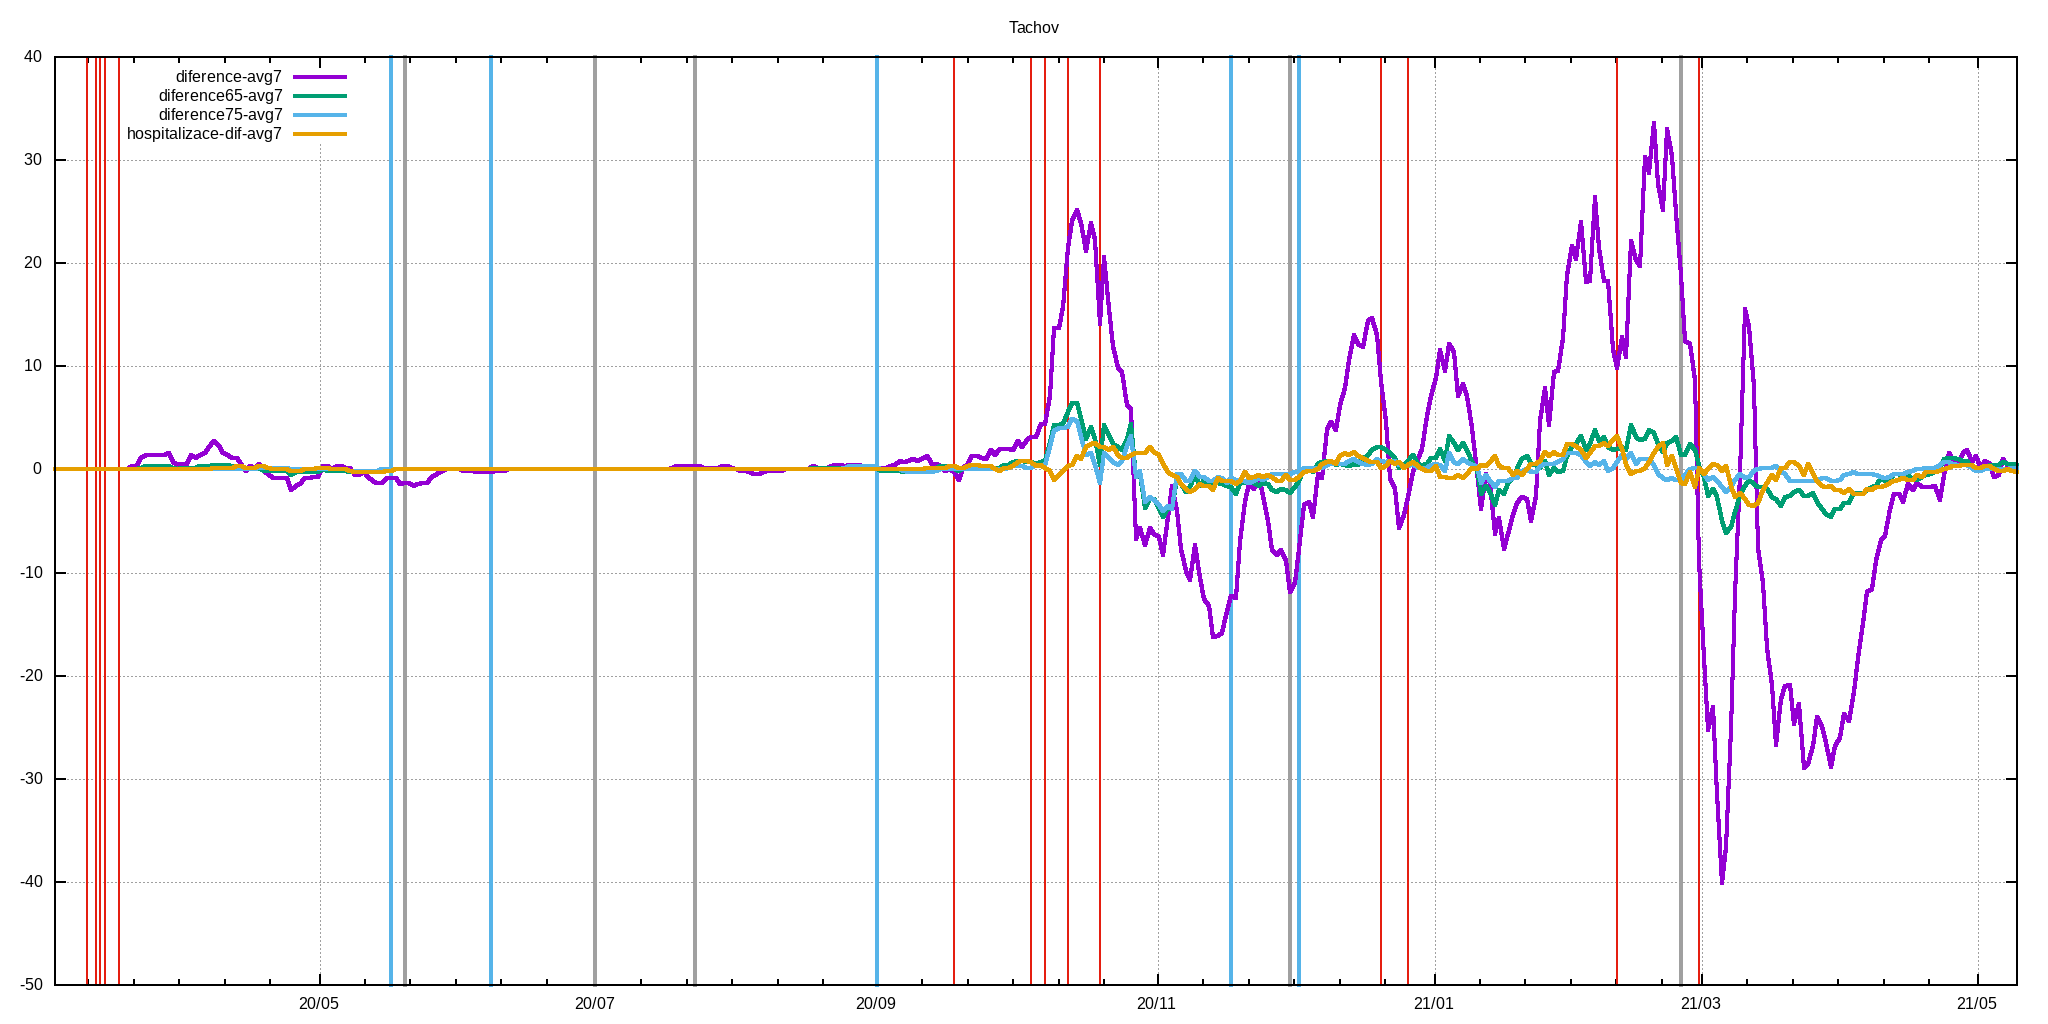 Tachov
40
diference-avg7
diference65-avg7
diference75-avg7
hospitalizace-dif-avg7
30
20
10
0
-10
-20
-30
-40
-50
20/05 20/07 20/09 20/11 21/01 21/03 21/05